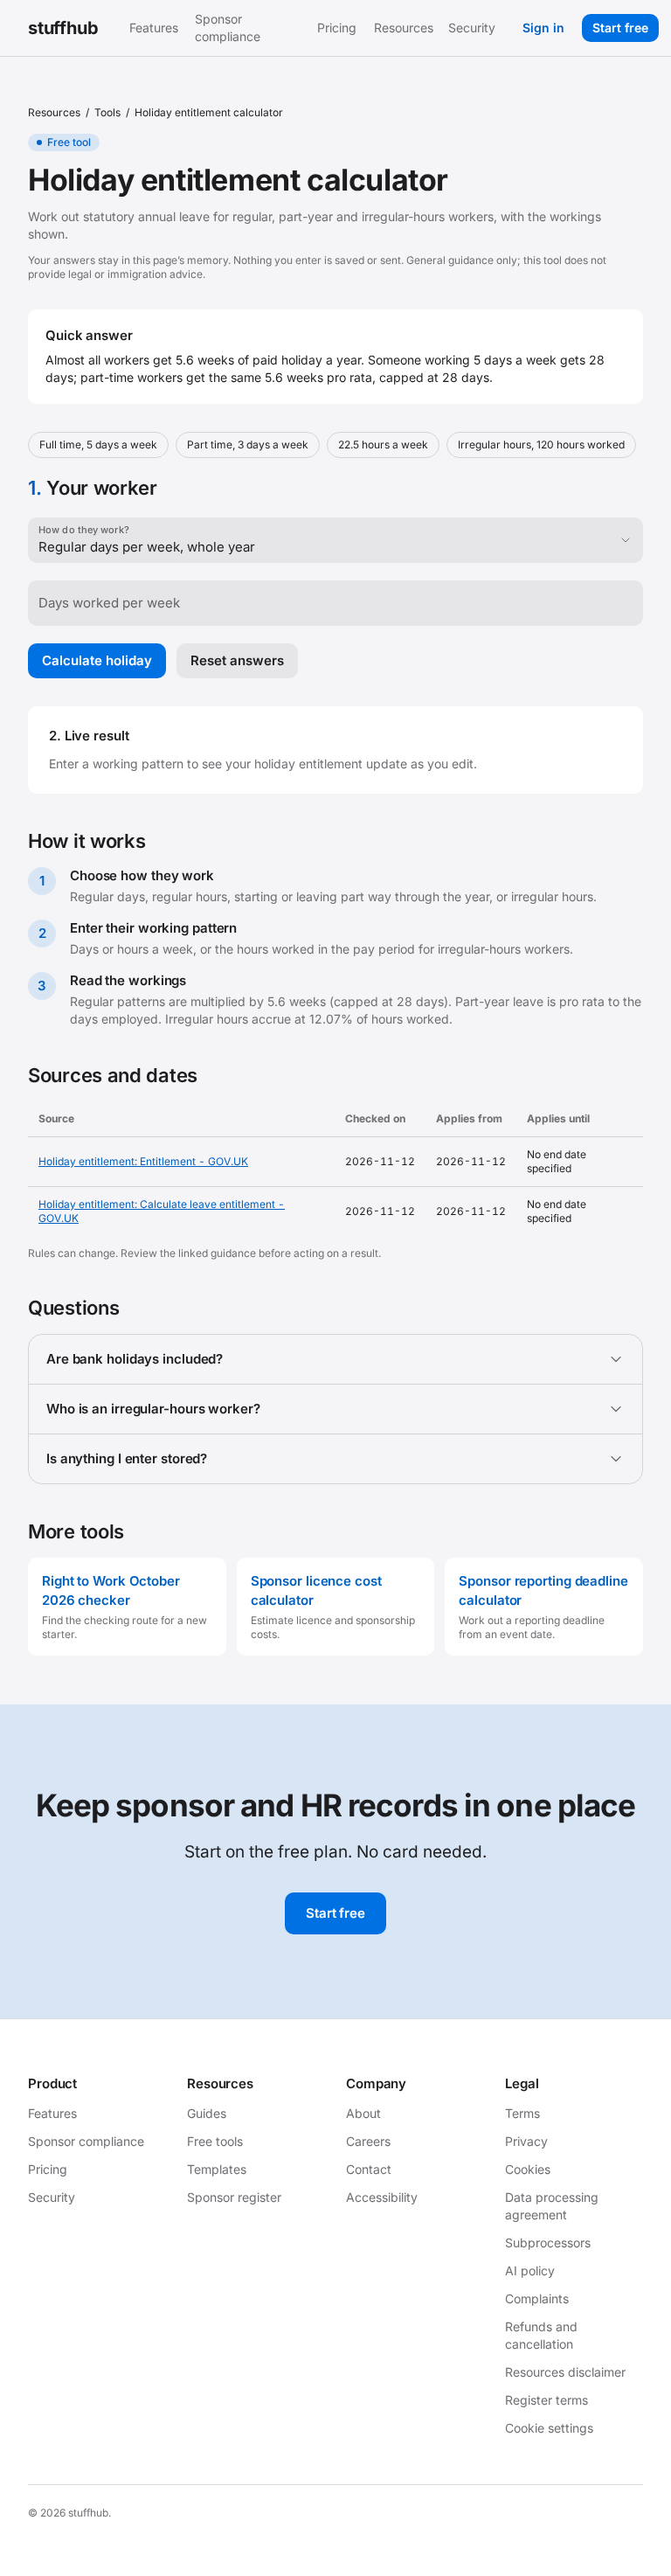 stuffhub
Features
Sponsor
compliance
Pricing
Resources
Security
Sign in
Start free
Resources / Tools / Holiday entitlement calculator
Free tool
Holiday entitlement calculator
Work out statutory annual leave for regular, part-year and irregular-hours workers, with the workings
shown.
Your answers stay in this page’s memory. Nothing you enter is saved or sent. General guidance only; this tool does not
provide legal or immigration advice.
Quick answer
Almost all workers get 5.6 weeks of paid holiday a year. Someone working 5 days a week gets 28
days; part-time workers get the same 5.6 weeks pro rata, capped at 28 days.
Full time, 5 days a week
Part time, 3 days a week
22.5 hours a week
Irregular hours, 120 hours worked
1. Your worker
How do they work?
Regular days per week, whole year
Days worked per week
Calculate holiday
Reset answers
2. Live result
Enter a working pattern to see your holiday entitlement update as you edit.
How it works
1
Choose how they work
Regular days, regular hours, starting or leaving part way through the year, or irregular hours.
2
Enter their working pattern
Days or hours a week, or the hours worked in the pay period for irregular-hours workers.
3
Read the workings
Regular patterns are multiplied by 5.6 weeks (capped at 28 days). Part-year leave is pro rata to the
days employed. Irregular hours accrue at 12.07% of hours worked.
Sources and dates
Source Checked on Applies from Applies until
Holiday entitlement: Entitlement - GOV.UK 2026-11-12 2026-11-12 No end date
specified
Holiday entitlement: Calculate leave entitlement -
GOV.UK
2026-11-12 2026-11-12 No end date
specified
Rules can change. Review the linked guidance before acting on a result.
Questions
Are bank holidays included?
Who is an irregular-hours worker?
Is anything I enter stored?
More tools
Right to Work October
2026 checker
Find the checking route for a new
starter.
Sponsor licence cost
calculator
Estimate licence and sponsorship
costs.
Sponsor reporting deadline
calculator
Work out a reporting deadline
from an event date.
Keep sponsor and HR records in one place
Start on the free plan. No card needed.
Start free
Product
Features
Sponsor compliance
Pricing
Security
Resources
Guides
Free tools
Templates
Sponsor register
Company
About
Careers
Contact
Accessibility
Legal
Terms
Privacy
Cookies
Data processing
agreement
Subprocessors
AI policy
Complaints
Refunds and
cancellation
Resources disclaimer
Register terms
Cookie settings
© 2026 stuffhub.